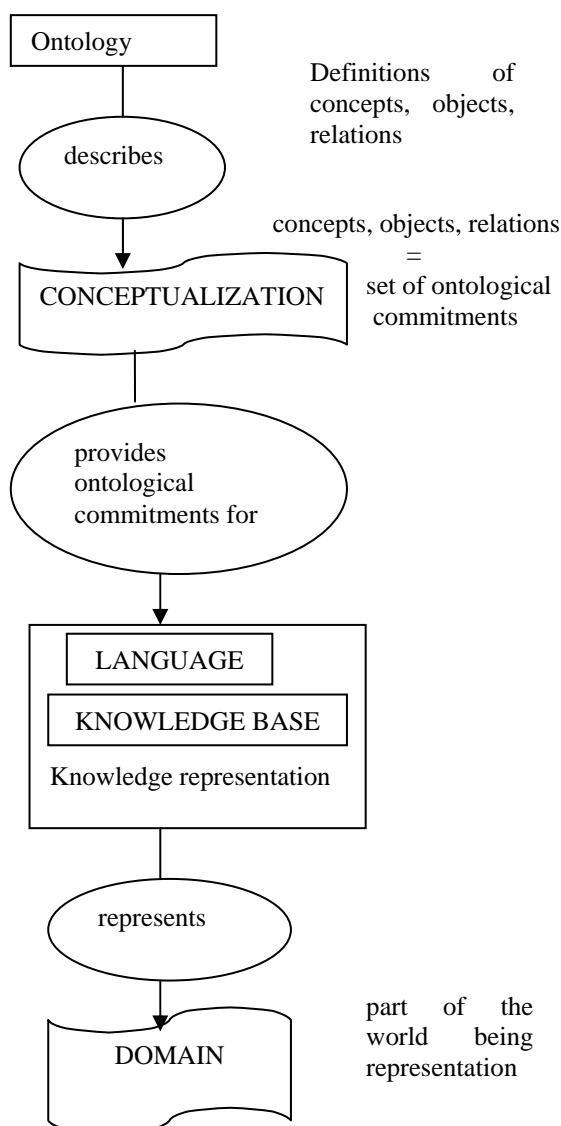 Ontology
Definitions of
concepts, objects,
relations
describes
concepts, objects, relations
=
set of ontological
commitments
CONCEPTUALIZATION
provides
ontological
commitments for
LANGUAGE
KNOWLEDGE BASE
Knowledge representation
represents
part of the
world being
representation
DOMAIN